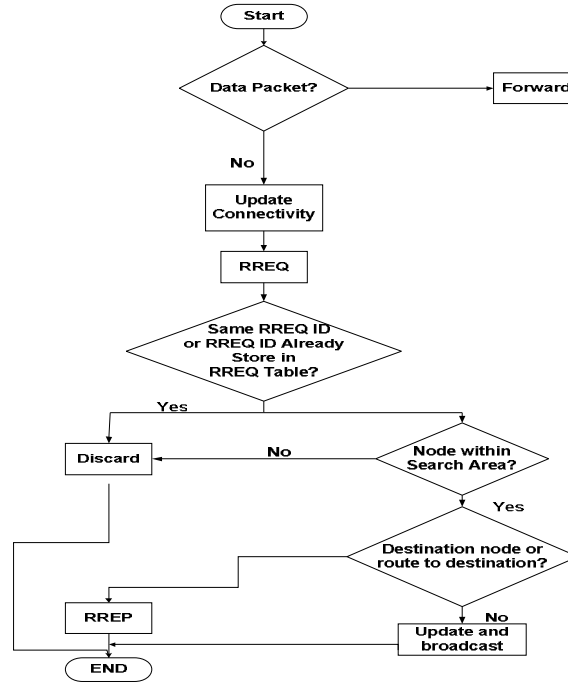 Start
Data Packet?
Forward
No
Update
Connectivity
RREQ
Same RREQ ID
or RREQ ID Already
Store in
RREQ Table?
Yes
Discard
No
Node within
Search Area?
Yes
Destination node or
route to destination?
RREP
No
Update and
broadcast
END